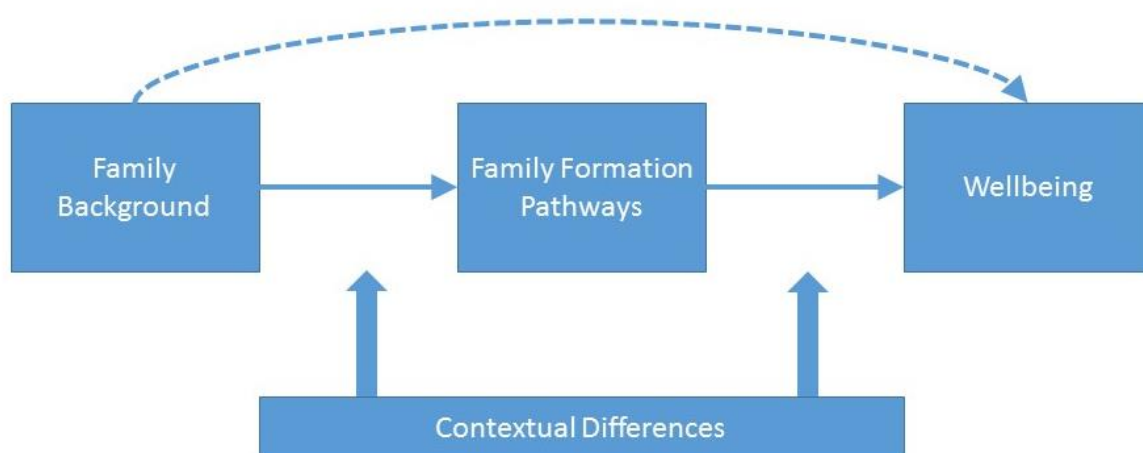 Family
Background
Family Formation
Pathways
Wellbeing
Contextual Differences